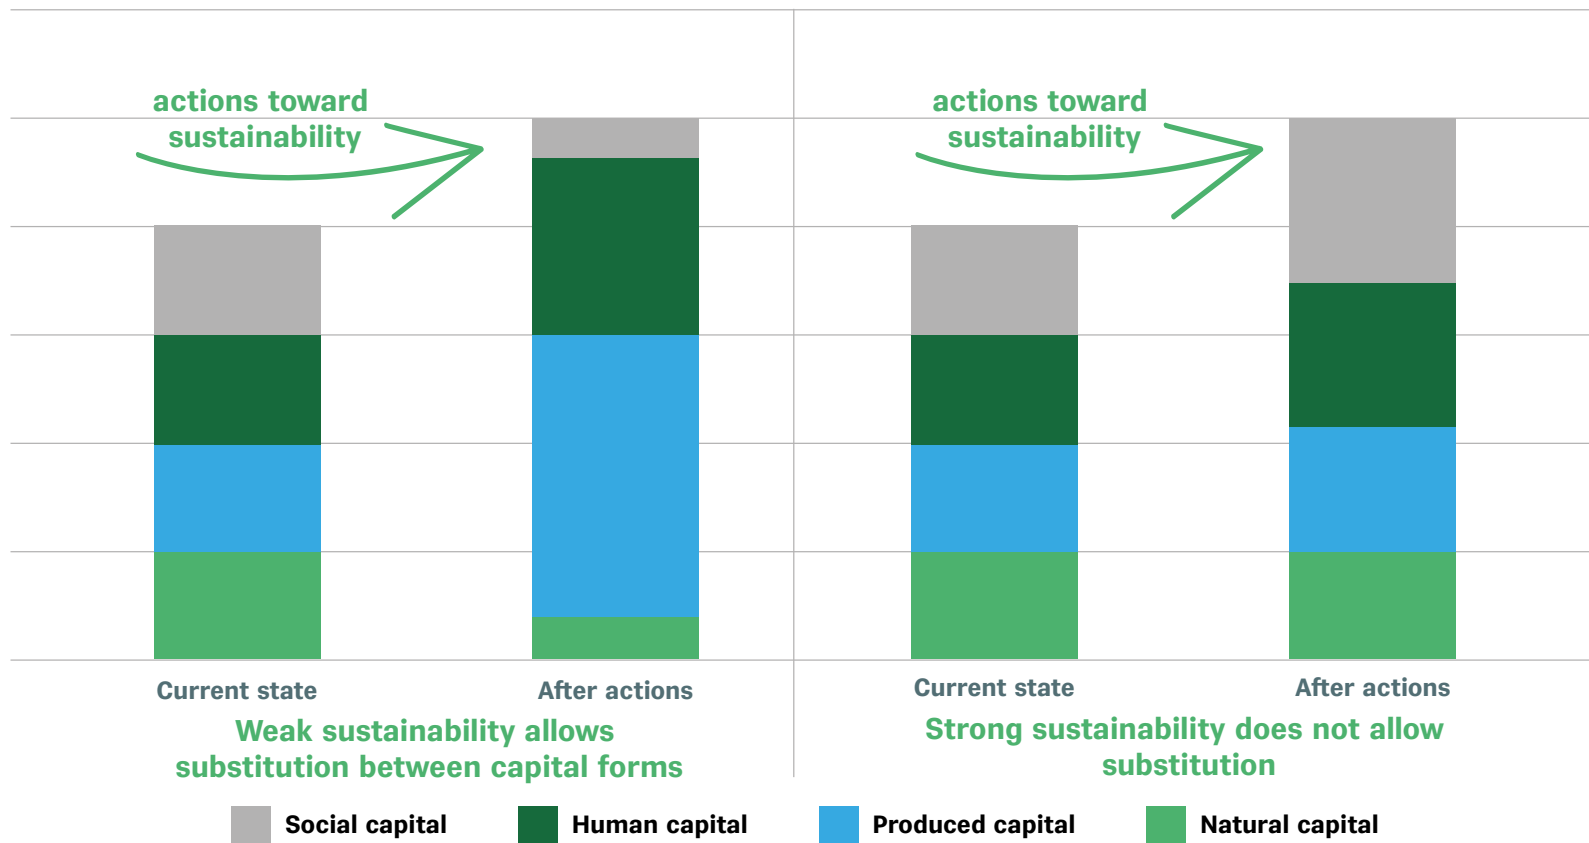 actions toward
sustainability
Current state
After actions
Weak sustainability allows
substitution between capital forms
actions toward
sustainability
Current state
After actions
Strong sustainability does not allow
substitution
Social capital
Human capital
Produced capital
Natural capital